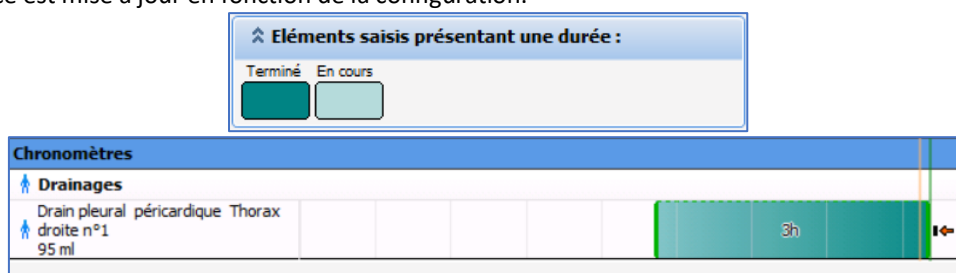 ce est mise à jour en fonction de la configuration.
Eléments saisis présentant une durée :
Terminé En cours
Chronomètres
Drainages
Drain pleural péricardique Thorax
droite n°1
95 ml
3h